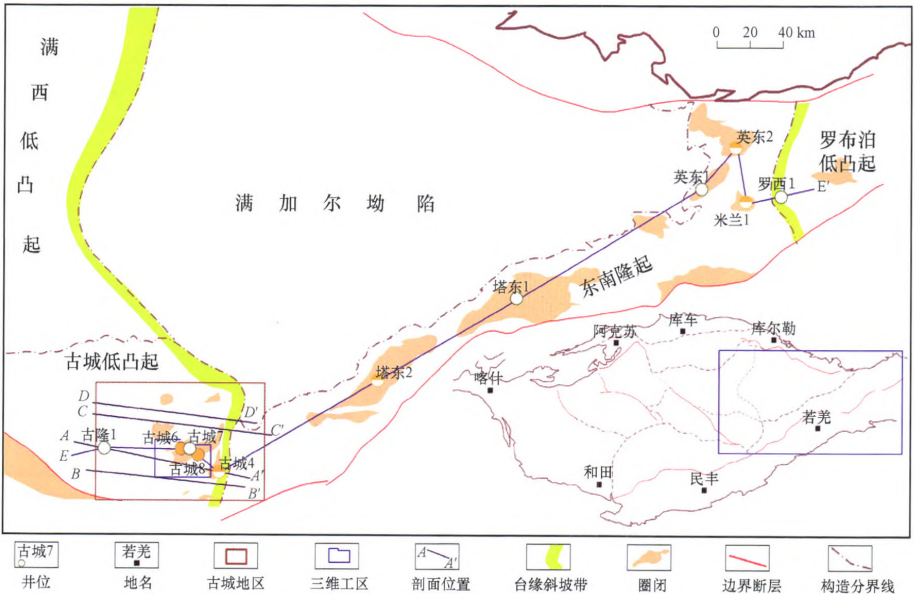 满西低凸起
0 20 40 km
英东2
罗布泊
低凸起
英东1
罗西1
E'
满加尔坳陷
米兰1
东南隆起
塔东1
库车
阿克苏
库尔勒
古城低凸起
塔东2
喀什
D
D'
C
C'
若羌
A
古隆1
古城6
古城7
E
古城8
古城4
B
A'
和田
民丰
B'
古城7
若羌
A
A'
井位
地名
古城地区
三维工区
剖面位置
台缘斜坡带
圈闭
边界断层
构造分界线